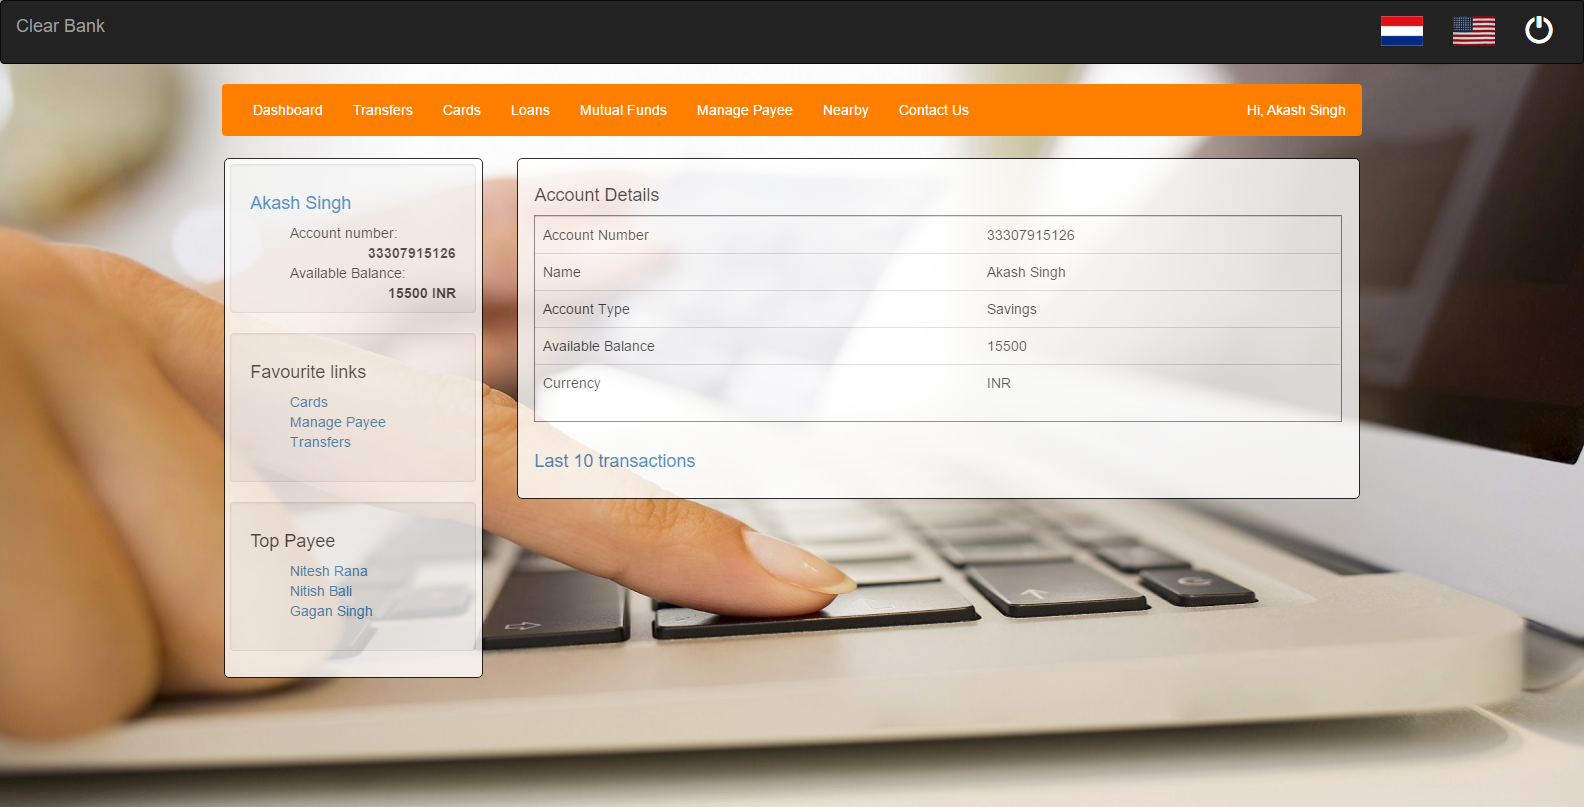 Clear Bank
Dashboard Transfers Cards Loans Mutual Funds Manage Payee Nearby Contact Us Hi, Akash Singh
Akash Singh
Account number:
33307915126
Available Balance:
15500 INR
Favourite links
Cards
Manage Payee
Transfers
Top Payee
Nitesh Rana
Nitish Bali
Gagan Singh
Account Details
Account Number 33307915126
Name Akash Singh
Account Type Savings
Available Balance 15500
Currency INR
Last 10 transactions